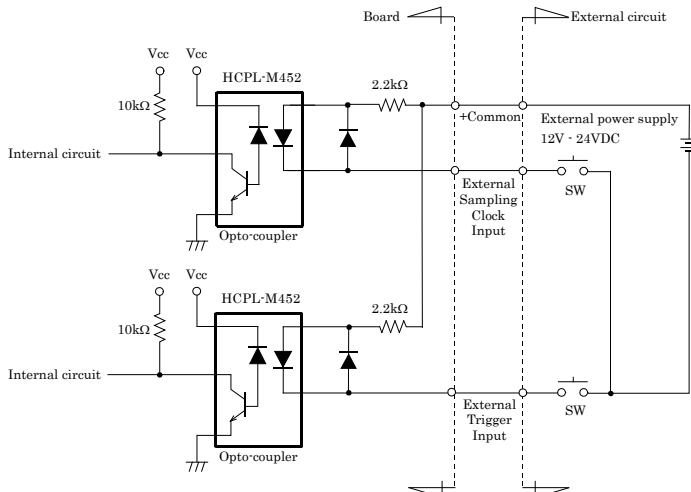 Board
External circuit
Vcc
Vcc
HCPL-M452
2.2kΩ
10kΩ
+Common
External power supply
12V - 24VDC
Internal circuit
External
Sampling
Clock
Input
SW
Opto-coupler
Vcc
Vcc
HCPL-M452
2.2kΩ
10kΩ
Internal circuit
External
Trigger
Input
SW
Opto-coupler